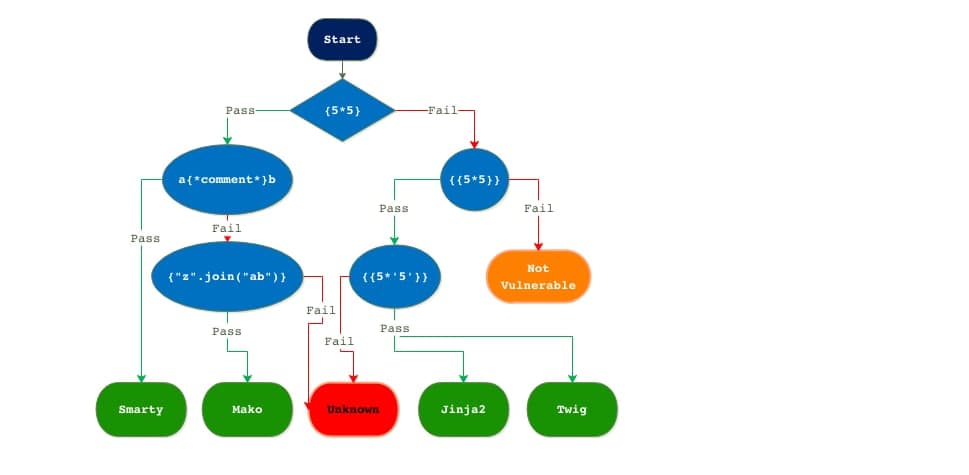 Start
{5*5}
Pass
Fail
a{*comment*}b
{{5*5}}
Pass
Fail
Fail
Pass
{"z".join("ab")}
{{5*'5'}}
Not
Vulnerable
Fail
Pass
Pass
Fail
Smarty
Mako
Unknown
Jinja2
Twig